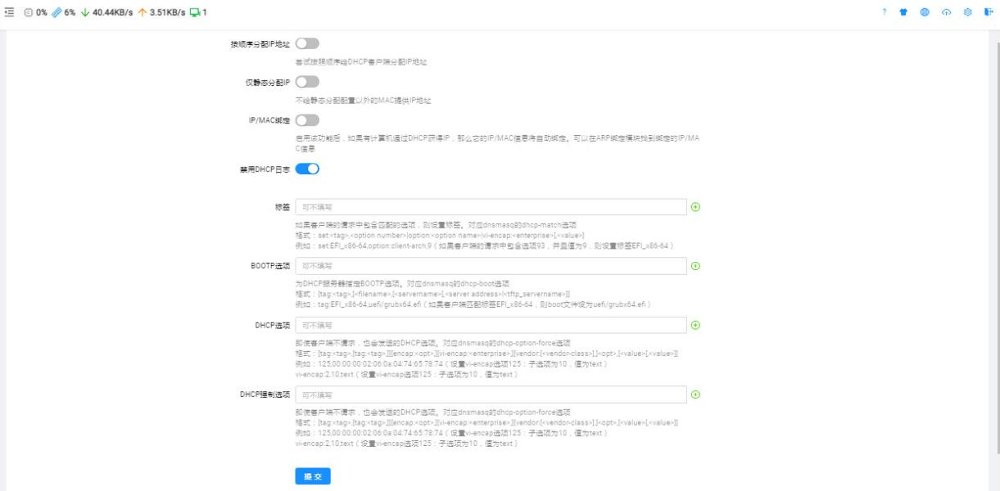 0% 6% 40.44KB/s 3.51KB/s 1
按顺序分配IP地址
尝试按照顺序给DHCP客户端分配IP地址
仅静态分配IP
不给静态分配配置以外的MAC提供IP地址
IP/MAC绑定
启用该功能后，如果有计算机通过DHCP获得IP，那么它的IP/MAC信息将自动绑定。可以在ARP绑定模块找到绑定的IP/MA
C信息
禁用DHCP日志
标签 可不填写
如果客户端的请求中包含匹配的选项，则设置标签。对应dnsmasq的dhcp-match选项
格式：set:<tag>,<option number>|option:<option name>|vi-encap:<enterprise>[,<value>]
例如：set:EFI_x86-64,option:client-arch,9（如果客户端的请求中包含选项93，并且值为9，则设置标签EFI_x86-64）
BOOTP选项 可不填写
为DHCP服务器指定BOOTP选项。对应dnsmasq的dhcp-boot选项
格式：[tag:<tag>,]<filename>,[<servername>[,<server address>|<tftp_servername>]]
例如：tag:EFI_x86-64,uefi/grubx64.efi（如果客户端匹配标签EFI_x86-64，则boot文件设为uefi/grubx64.efi）
DHCP选项 可不填写
即使客户端不请求，也会发送的DHCP选项。对应dnsmasq的dhcp-option-force选项
格式：[tag:<tag>,[tag:<tag>,]][encap:<opt>,][vi-encap:<enterprise>,][vendor:[<vendor-class>],]<opt>,[<value>[,<value>]]
例如：125,00:00:00:02:06:0a:04:74:65:78:74（设置vi-encap选项125：子选项为10，值为text）
vi-encap:2,10,text（设置vi-encap选项125：子选项为10，值为text）
DHCP强制选项 可不填写
即使客户端不请求，也会发送的DHCP选项。对应dnsmasq的dhcp-option-force选项
格式：[tag:<tag>,[tag:<tag>,]][encap:<opt>,][vi-encap:<enterprise>,][vendor:[<vendor-class>],]<opt>,[<value>[,<value>]]
例如：125,00:00:00:02:06:0a:04:74:65:78:74（设置vi-encap选项125：子选项为10，值为text）
vi-encap:2,10,text（设置vi-encap选项125：子选项为10，值为text）
提 交